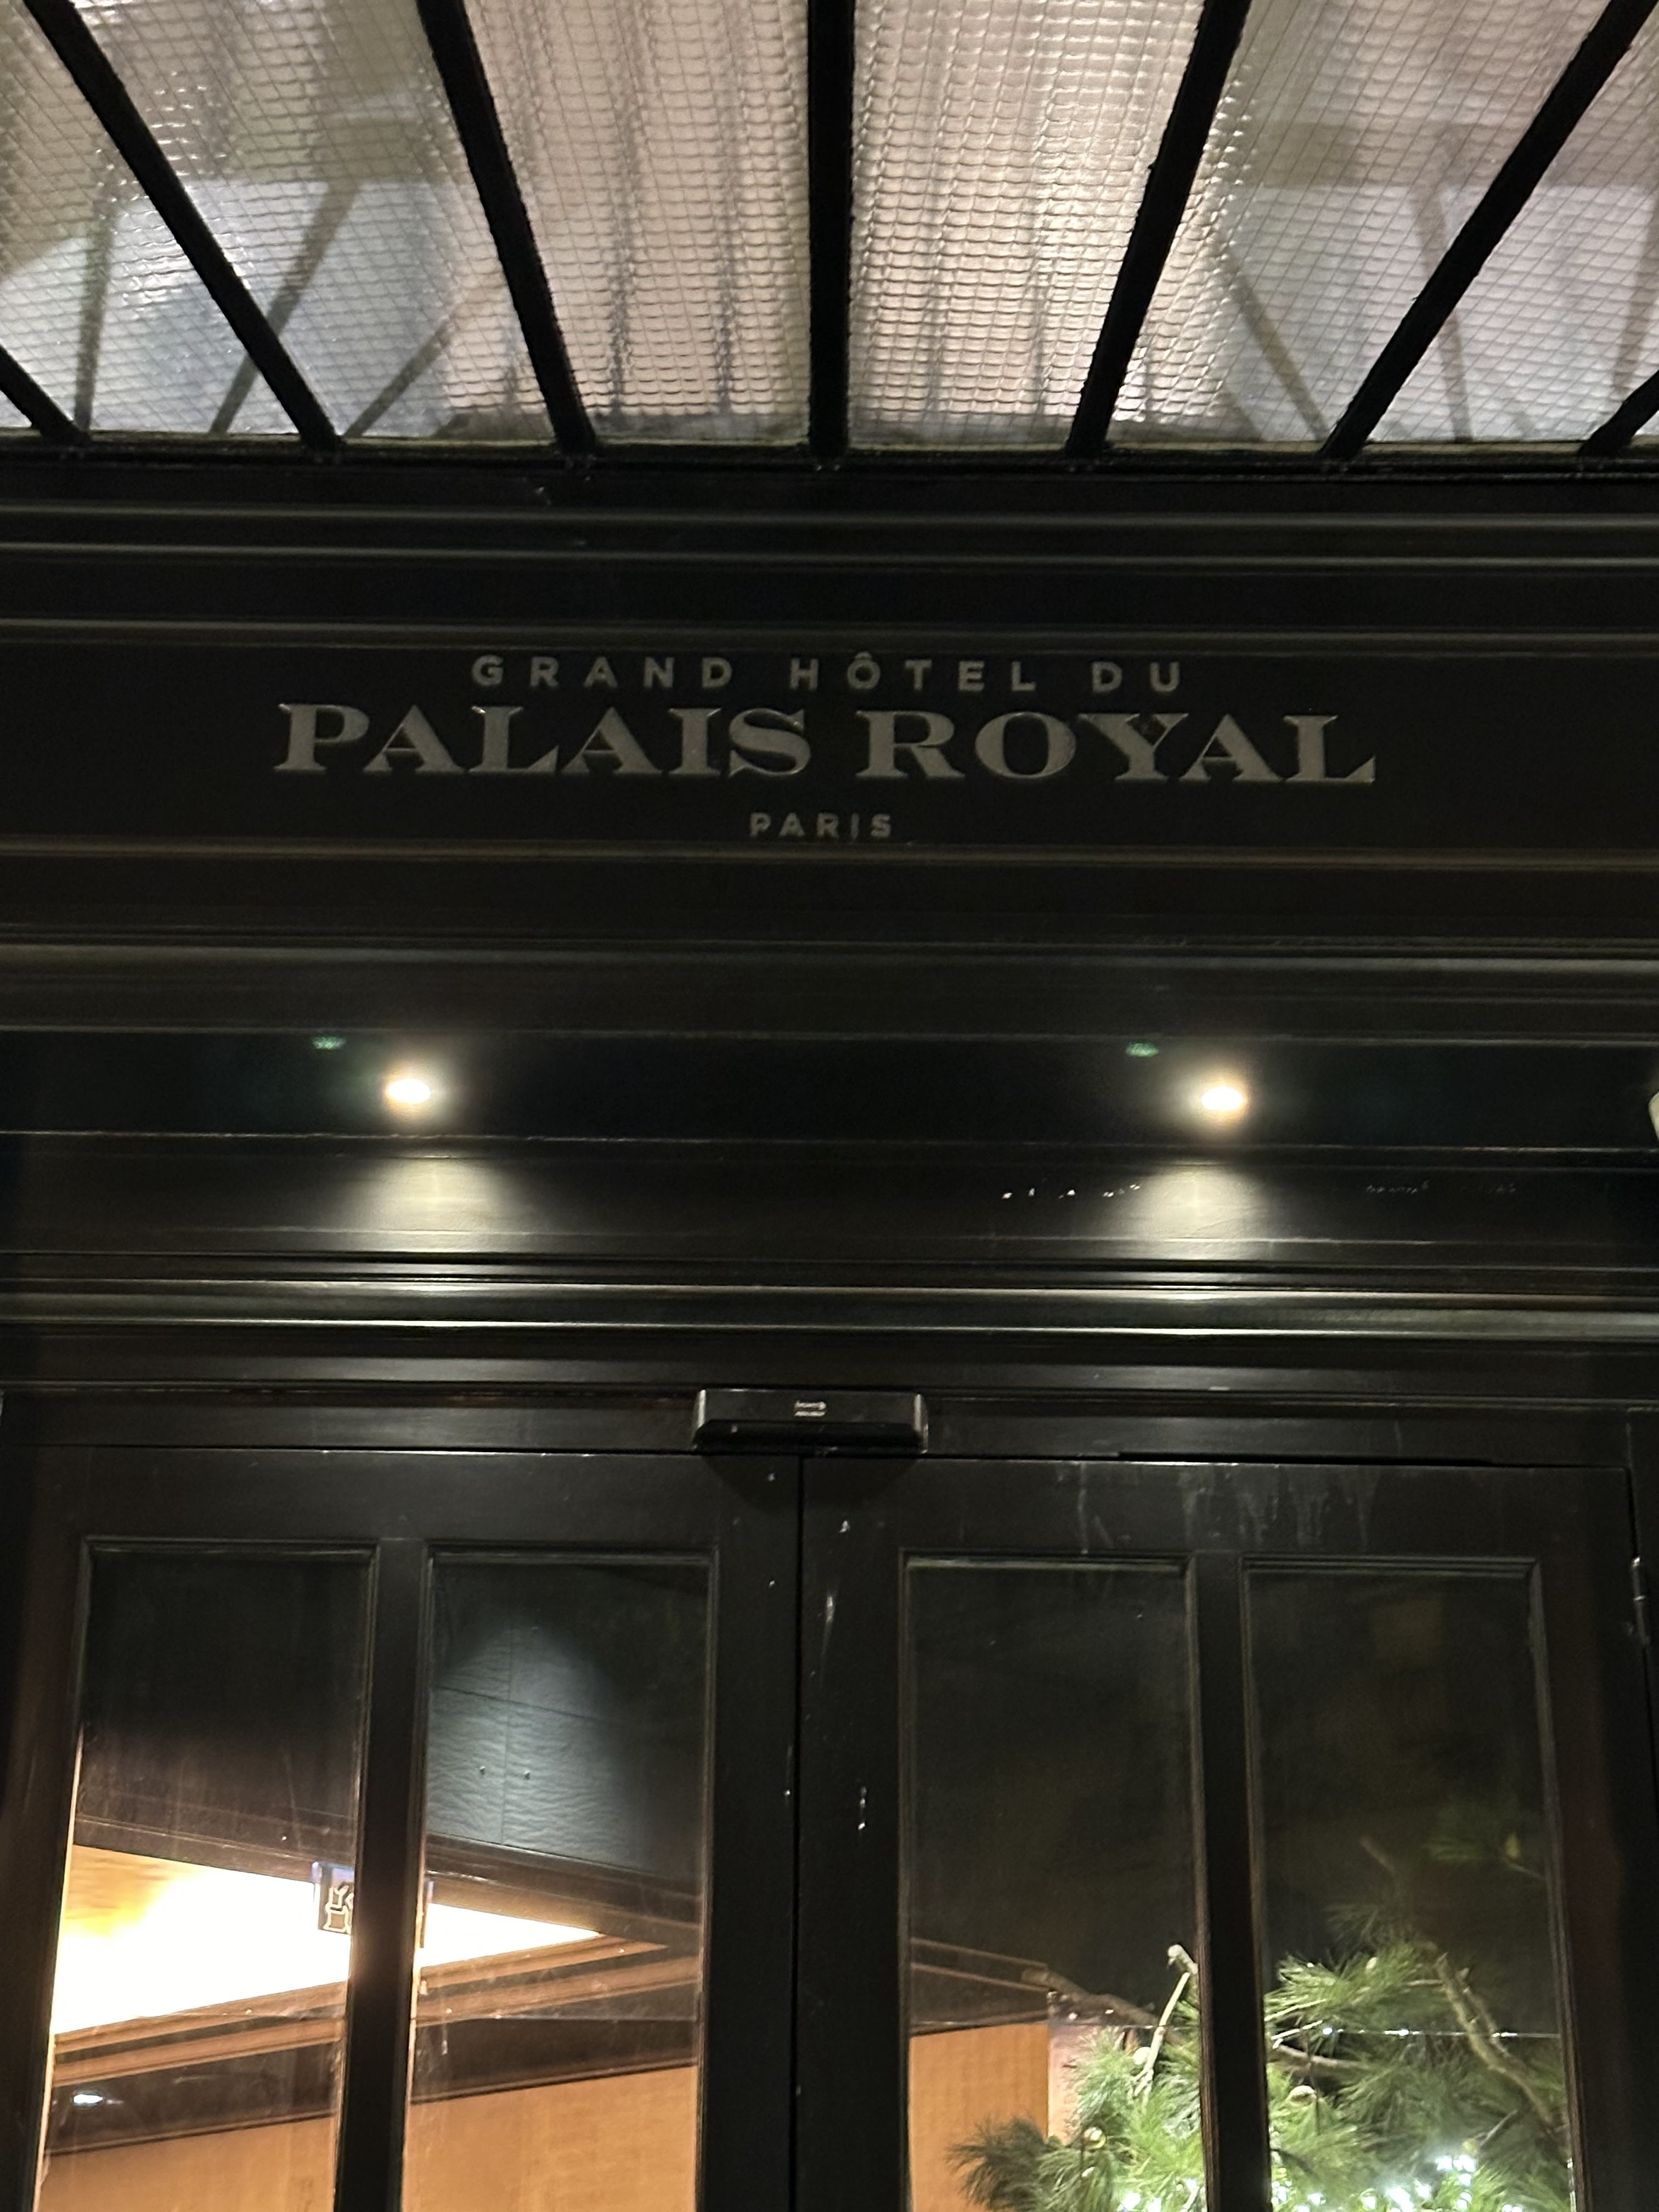 GRAND HÔTEL DU
PALAIS ROYAL
PARIS